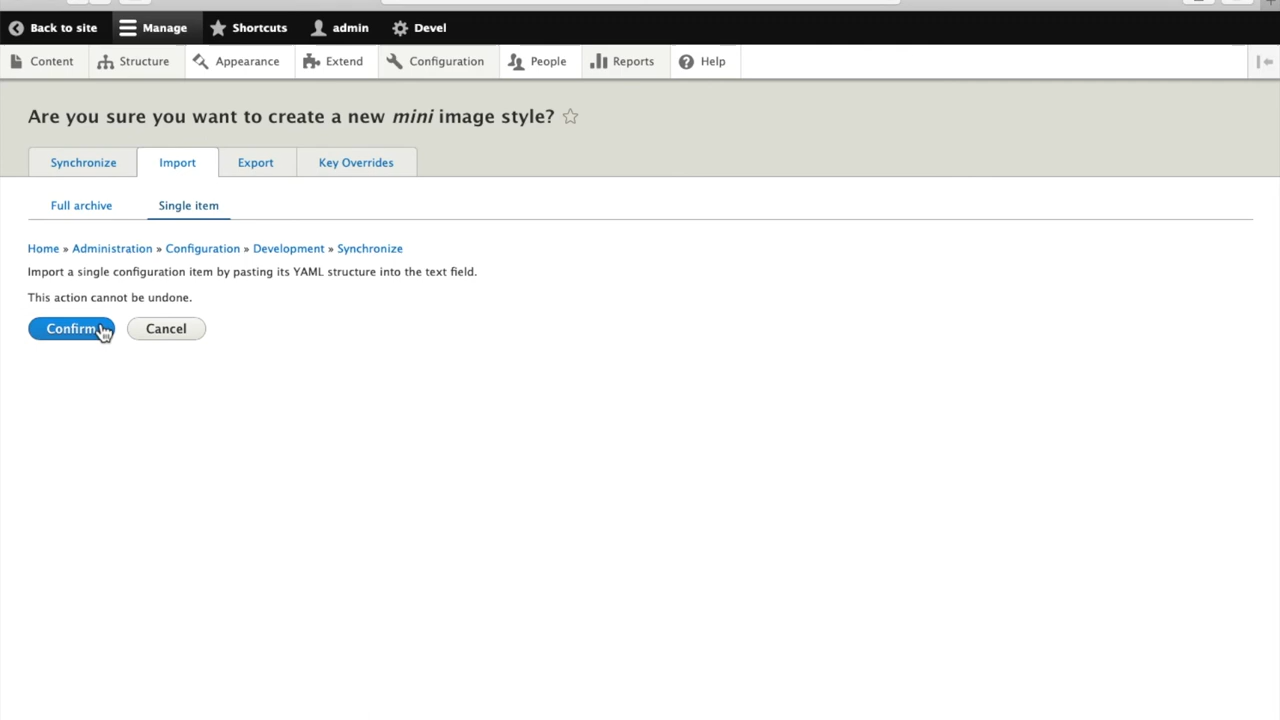 Back to site Manage Shortcuts admin Devel
Content Structure Appearance Extend Configuration People Reports Help
Are you sure you want to create a new mini image style?
Synchronize Import Export Key Overrides
Full archive Single item
Home » Administration » Configuration » Development » Synchronize
Import a single configuration item by pasting its YAML structure into the text field.
This action cannot be undone.
Confirm Cancel